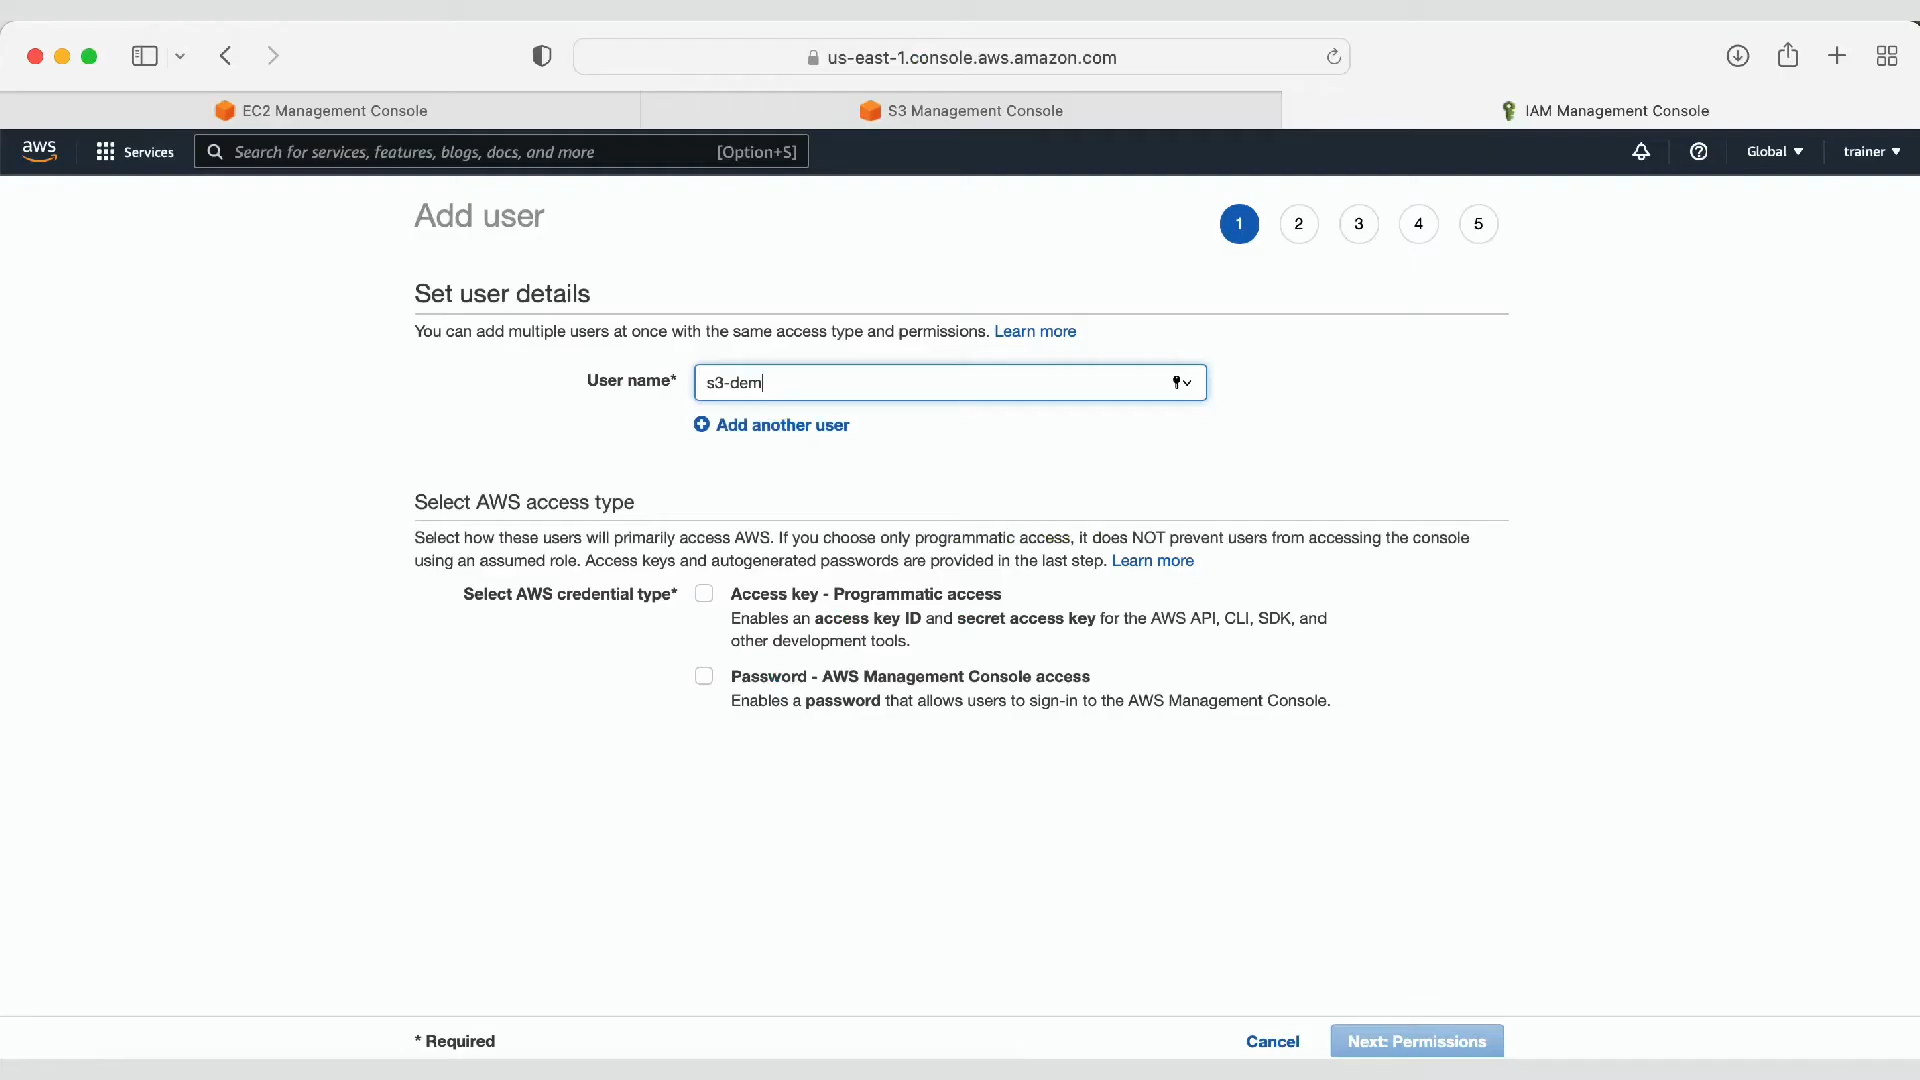 us-east-1.console.aws.amazon.com
EC2 Management Console
S3 Management Console
IAM Management Console
aws
Services
Search for services, features, blogs, docs, and more
[Option+S]
Global
trainer
Add user
1
2
3
4
5
Set user details
You can add multiple users at once with the same access type and permissions. Learn more
User name*
s3-dem
Add another user
Select AWS access type
Select how these users will primarily access AWS. If you choose only programmatic access, it does NOT prevent users from accessing the console
using an assumed role. Access keys and autogenerated passwords are provided in the last step. Learn more
Select AWS credential type*
Access key - Programmatic access
Enables an access key ID and secret access key for the AWS API, CLI, SDK, and
other development tools.
Password - AWS Management Console access
Enables a password that allows users to sign-in to the AWS Management Console.
* Required
Cancel
Next: Permissions